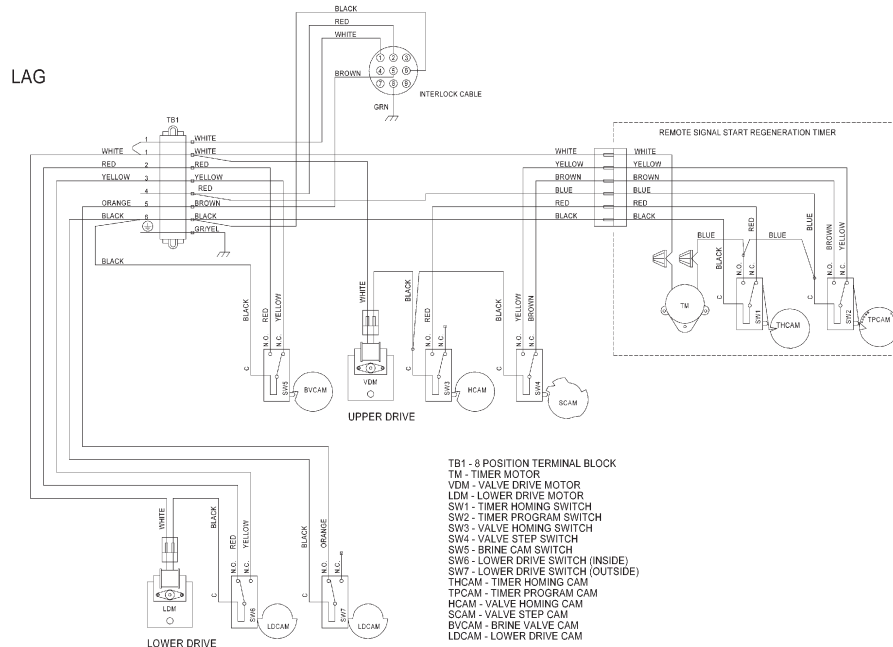 LAG
BLACK
RED
WHITE
BROWN
1 2 3
4 5 6
7 8 9
INTERLOCK CABLE
GRN
TB1
1 WHITE
WHITE 1 WHITE
RED 2 RED
YELLOW 3 YELLOW
4 RED
ORANGE 5 BROWN
BLACK 6 BLACK
GR/YEL
BLACK
REMOTE SIGNAL START REGENERATION TIMER
WHITE WHITE
YELLOW YELLOW
BROWN BROWN
BLUE BLUE
RED RED
BLACK BLACK
BLUE
BLACK
RED
BLUE
BLUE
BROWN
YELLOW
TM
C
N.O.
N.C.
SW1
THCAM
C
N.O.
N.C.
SW2
TPCAM
BLACK
RED
YELLOW
C
N.O.
N.C.
SW5
BVCAM
WHITE
VDM
UPPER DRIVE
BLACK
RED
C
N.O.
N.C.
SW3
HCAM
BLACK
YELLOW
BROWN
C
N.O.
N.C.
SW4
SCAM
WHITE
LDM
LOWER DRIVE
BLACK
RED
YELLOW
C
N.O.
N.C.
SW6
LDCAM
BLACK
ORANGE
C
N.O.
N.C.
SW7
LDCAM
TB1 - 8 POSITION TERMINAL BLOCK
TM - TIMER MOTOR
VDM - VALVE DRIVE MOTOR
LDM - LOWER DRIVE MOTOR
SW1 - TIMER HOMING SWITCH
SW2 - TIMER PROGRAM SWITCH
SW3 - VALVE HOMING SWITCH
SW4 - VALVE STEP SWITCH
SW5 - BRINE CAM SWITCH
SW6 - LOWER DRIVE SWITCH (INSIDE)
SW7 - LOWER DRIVE SWITCH (OUTSIDE)
THCAM - TIMER HOMING CAM
TPCAM - TIMER PROGRAM CAM
HCAM - VALVE HOMING CAM
SCAM - VALVE STEP CAM
BVCAM - BRINE VALVE CAM
LDCAM - LOWER DRIVE CAM